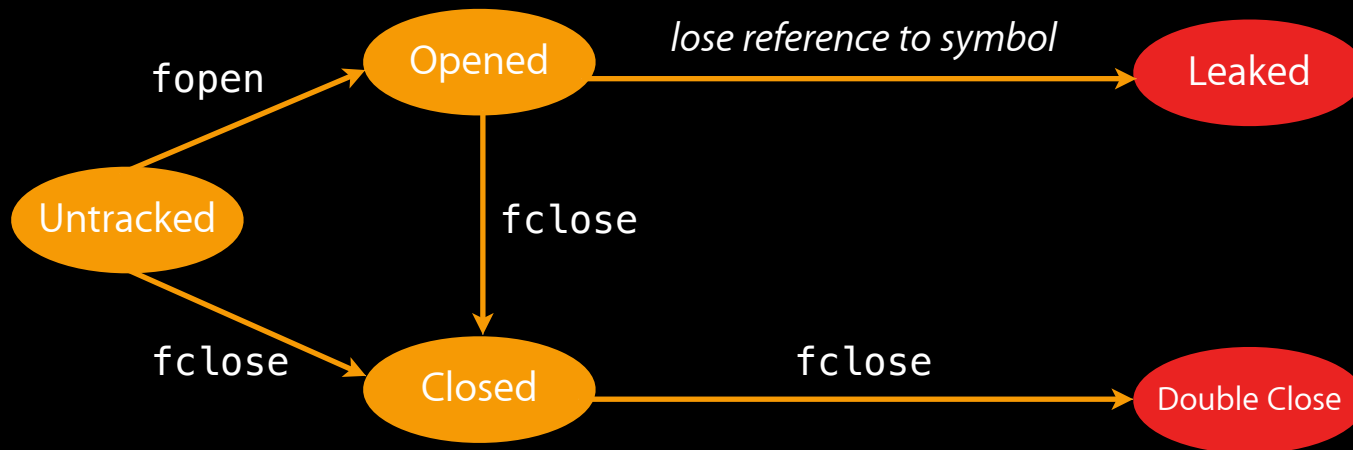 lose reference to symbol
Opened
Leaked
fopen
Untracked
fclose
fclose
fclose
Closed
Double Close